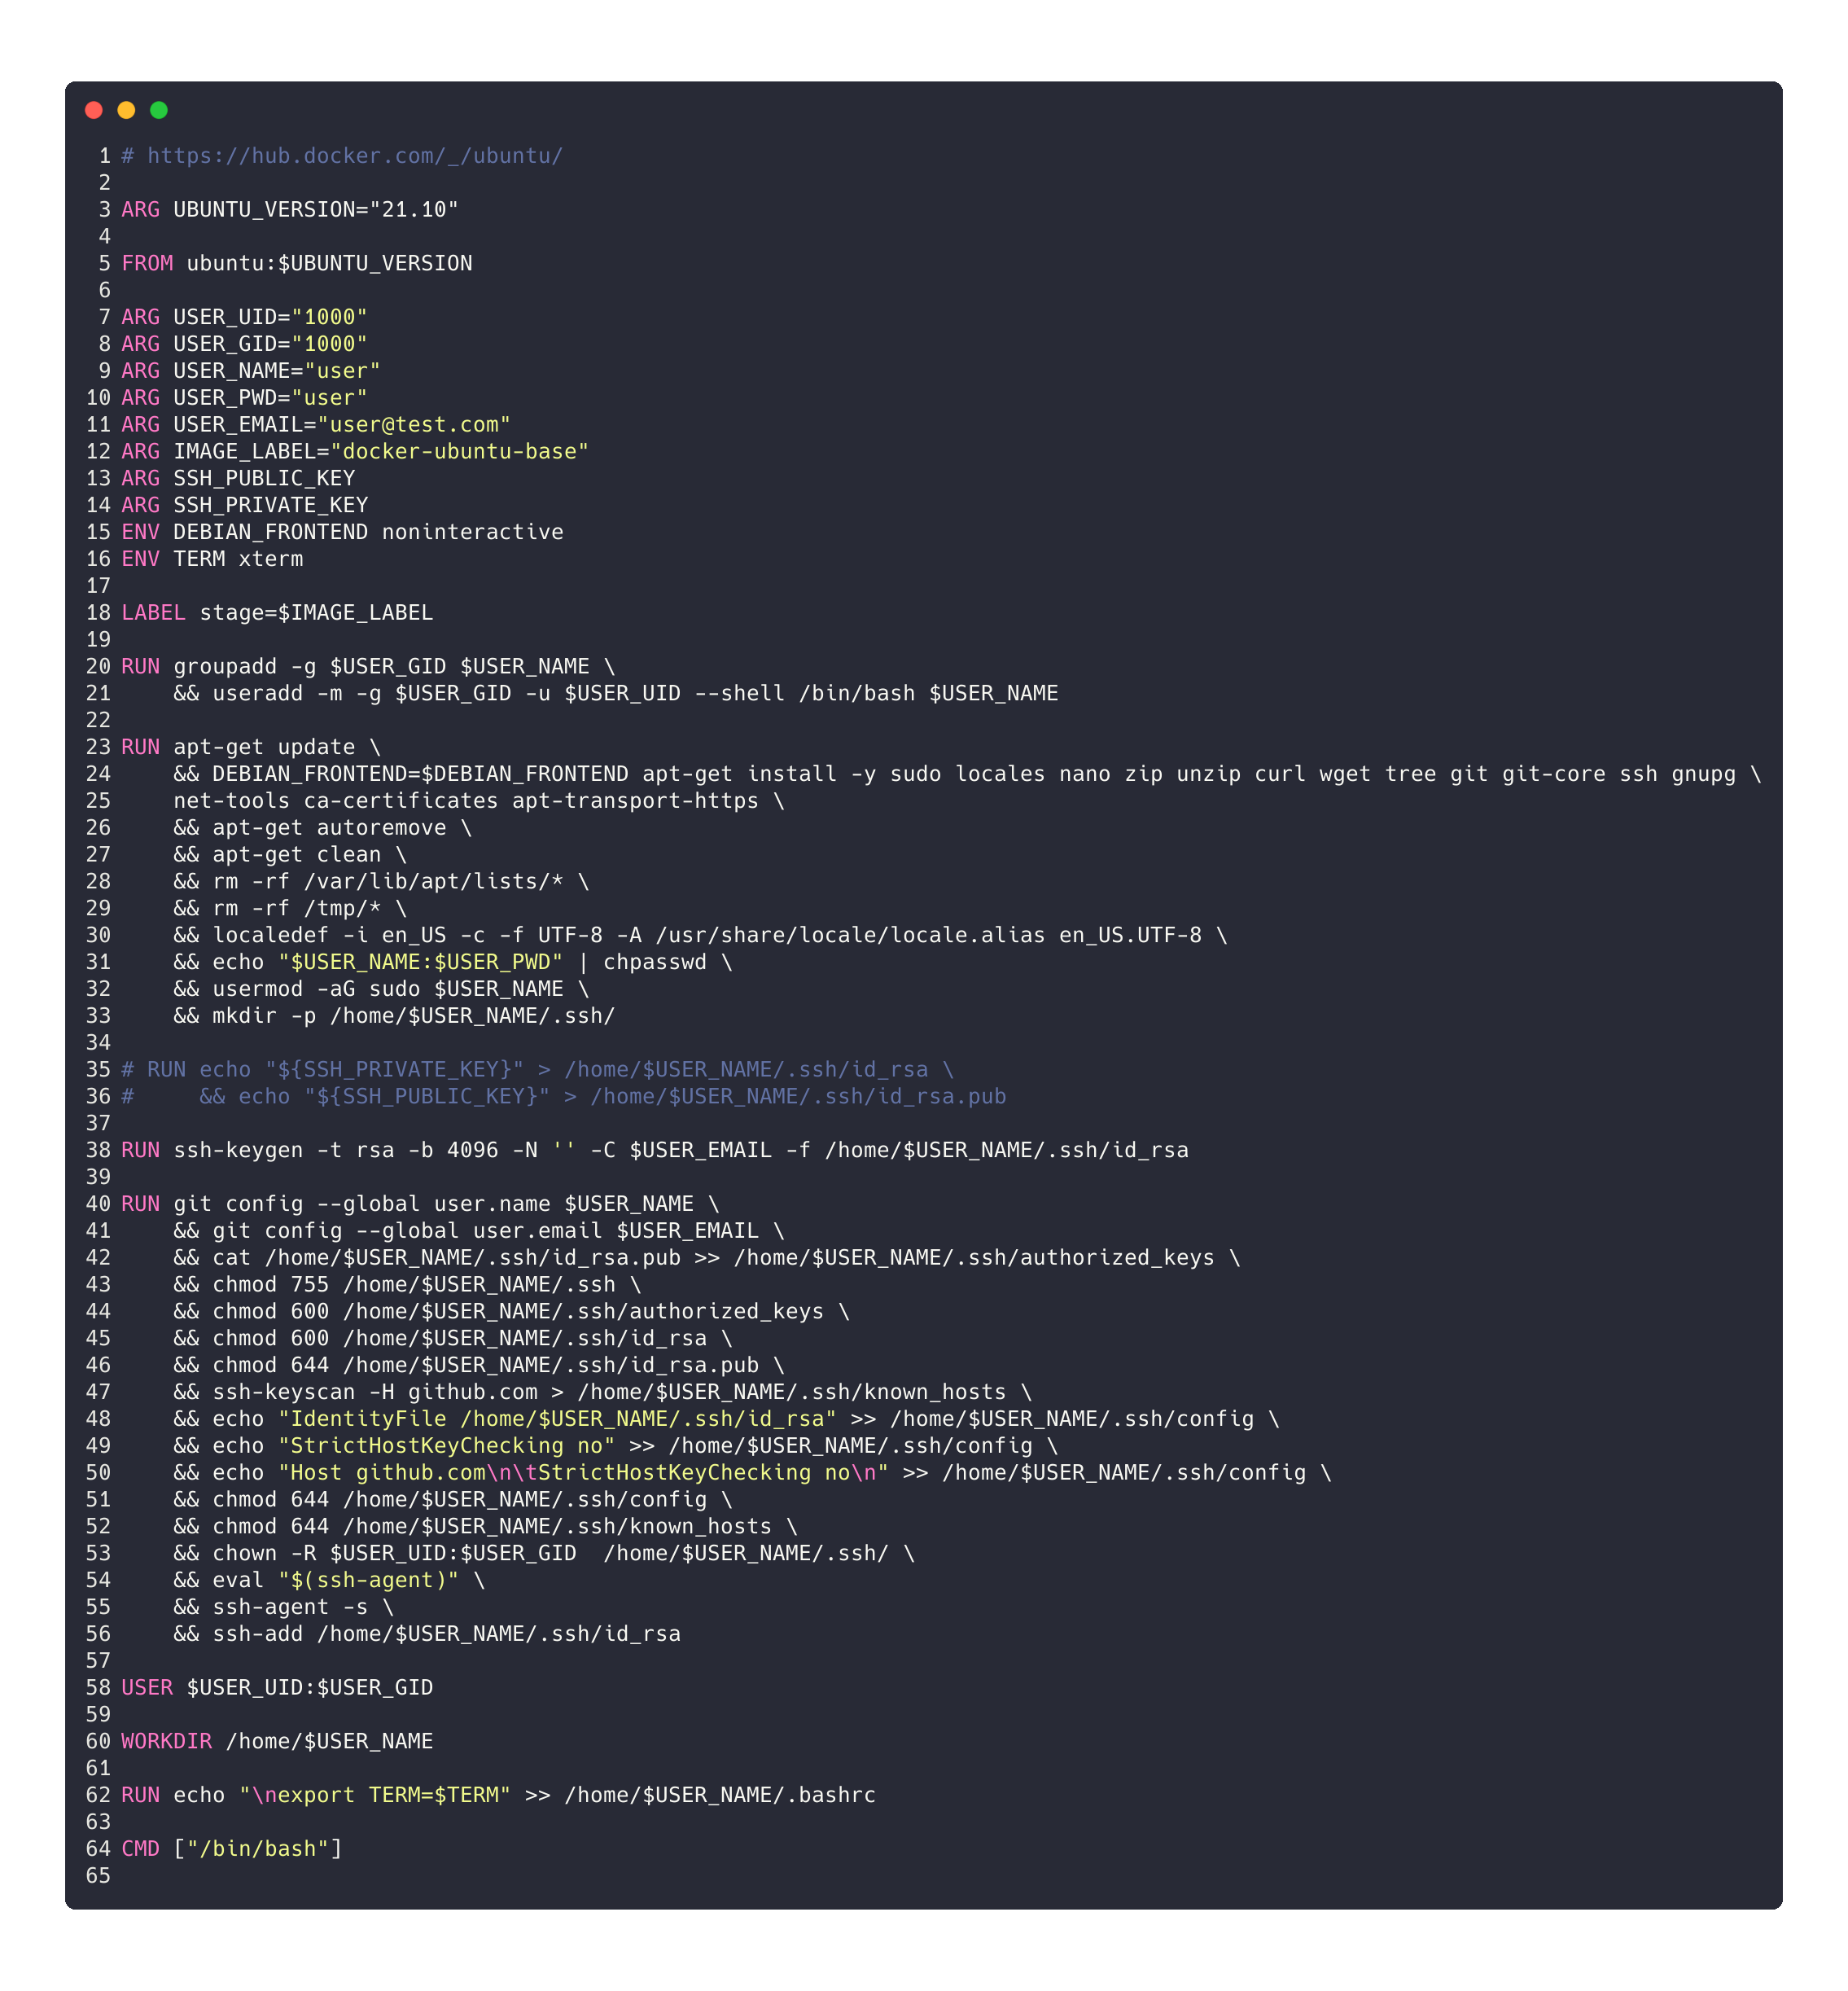 1 # https://hub.docker.com/_/ubuntu/
2
3 ARG UBUNTU_VERSION="21.10"
4
5 FROM ubuntu:$UBUNTU_VERSION
6
7 ARG USER_UID="1000"
8 ARG USER_GID="1000"
9 ARG USER_NAME="user"
10 ARG USER_PWD="user"
11 ARG USER_EMAIL="user@test.com"
12 ARG IMAGE_LABEL="docker-ubuntu-base"
13 ARG SSH_PUBLIC_KEY
14 ARG SSH_PRIVATE_KEY
15 ENV DEBIAN_FRONTEND noninteractive
16 ENV TERM xterm
17
18 LABEL stage=$IMAGE_LABEL
19
20 RUN groupadd -g $USER_GID $USER_NAME \
21     && useradd -m -g $USER_GID -u $USER_UID --shell /bin/bash $USER_NAME
22
23 RUN apt-get update \
24     && DEBIAN_FRONTEND=$DEBIAN_FRONTEND apt-get install -y sudo locales nano zip unzip curl wget tree git git-core ssh gnupg \
25     net-tools ca-certificates apt-transport-https \
26     && apt-get autoremove \
27     && apt-get clean \
28     && rm -rf /var/lib/apt/lists/* \
29     && rm -rf /tmp/* \
30     && localedef -i en_US -c -f UTF-8 -A /usr/share/locale/locale.alias en_US.UTF-8 \
31     && echo "$USER_NAME:$USER_PWD" | chpasswd \
32     && usermod -aG sudo $USER_NAME \
33     && mkdir -p /home/$USER_NAME/.ssh/
34
35 # RUN echo "${SSH_PRIVATE_KEY}" > /home/$USER_NAME/.ssh/id_rsa \
36 #     && echo "${SSH_PUBLIC_KEY}" > /home/$USER_NAME/.ssh/id_rsa.pub
37
38 RUN ssh-keygen -t rsa -b 4096 -N '' -C $USER_EMAIL -f /home/$USER_NAME/.ssh/id_rsa
39
40 RUN git config --global user.name $USER_NAME \
41     && git config --global user.email $USER_EMAIL \
42     && cat /home/$USER_NAME/.ssh/id_rsa.pub >> /home/$USER_NAME/.ssh/authorized_keys \
43     && chmod 755 /home/$USER_NAME/.ssh \
44     && chmod 600 /home/$USER_NAME/.ssh/authorized_keys \
45     && chmod 600 /home/$USER_NAME/.ssh/id_rsa \
46     && chmod 644 /home/$USER_NAME/.ssh/id_rsa.pub \
47     && ssh-keyscan -H github.com > /home/$USER_NAME/.ssh/known_hosts \
48     && echo "IdentityFile /home/$USER_NAME/.ssh/id_rsa" >> /home/$USER_NAME/.ssh/config \
49     && echo "StrictHostKeyChecking no" >> /home/$USER_NAME/.ssh/config \
50     && echo "Host github.com\n\tStrictHostKeyChecking no\n" >> /home/$USER_NAME/.ssh/config \
51     && chmod 644 /home/$USER_NAME/.ssh/config \
52     && chmod 644 /home/$USER_NAME/.ssh/known_hosts \
53     && chown -R $USER_UID:$USER_GID  /home/$USER_NAME/.ssh/ \
54     && eval "$(ssh-agent)" \
55     && ssh-agent -s \
56     && ssh-add /home/$USER_NAME/.ssh/id_rsa
57
58 USER $USER_UID:$USER_GID
59
60 WORKDIR /home/$USER_NAME
61
62 RUN echo "\nexport TERM=$TERM" >> /home/$USER_NAME/.bashrc
63
64 CMD ["/bin/bash"]
65